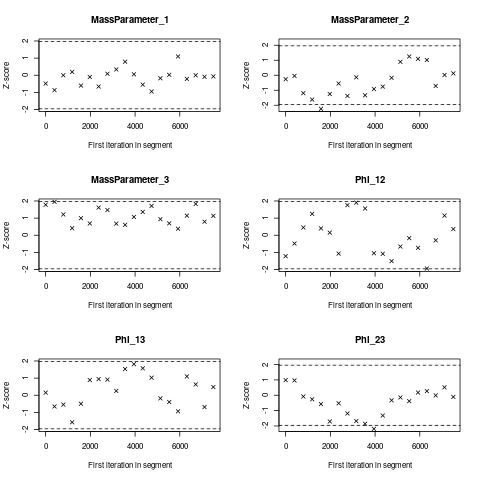 MassParameter_1
Z-score
2
1
0
-1
-2
0 2000 4000 6000
First iteration in segment
MassParameter_2
Z-score
2
1
0
-1
-2
0 2000 4000 6000
First iteration in segment
MassParameter_3
Z-score
2
1
0
-1
-2
0 2000 4000 6000
First iteration in segment
Phi_12
Z-score
2
1
0
-1
-2
0 2000 4000 6000
First iteration in segment
Phi_13
Z-score
2
1
0
-1
-2
0 2000 4000 6000
First iteration in segment
Phi_23
Z-score
2
1
0
-1
-2
0 2000 4000 6000
First iteration in segment